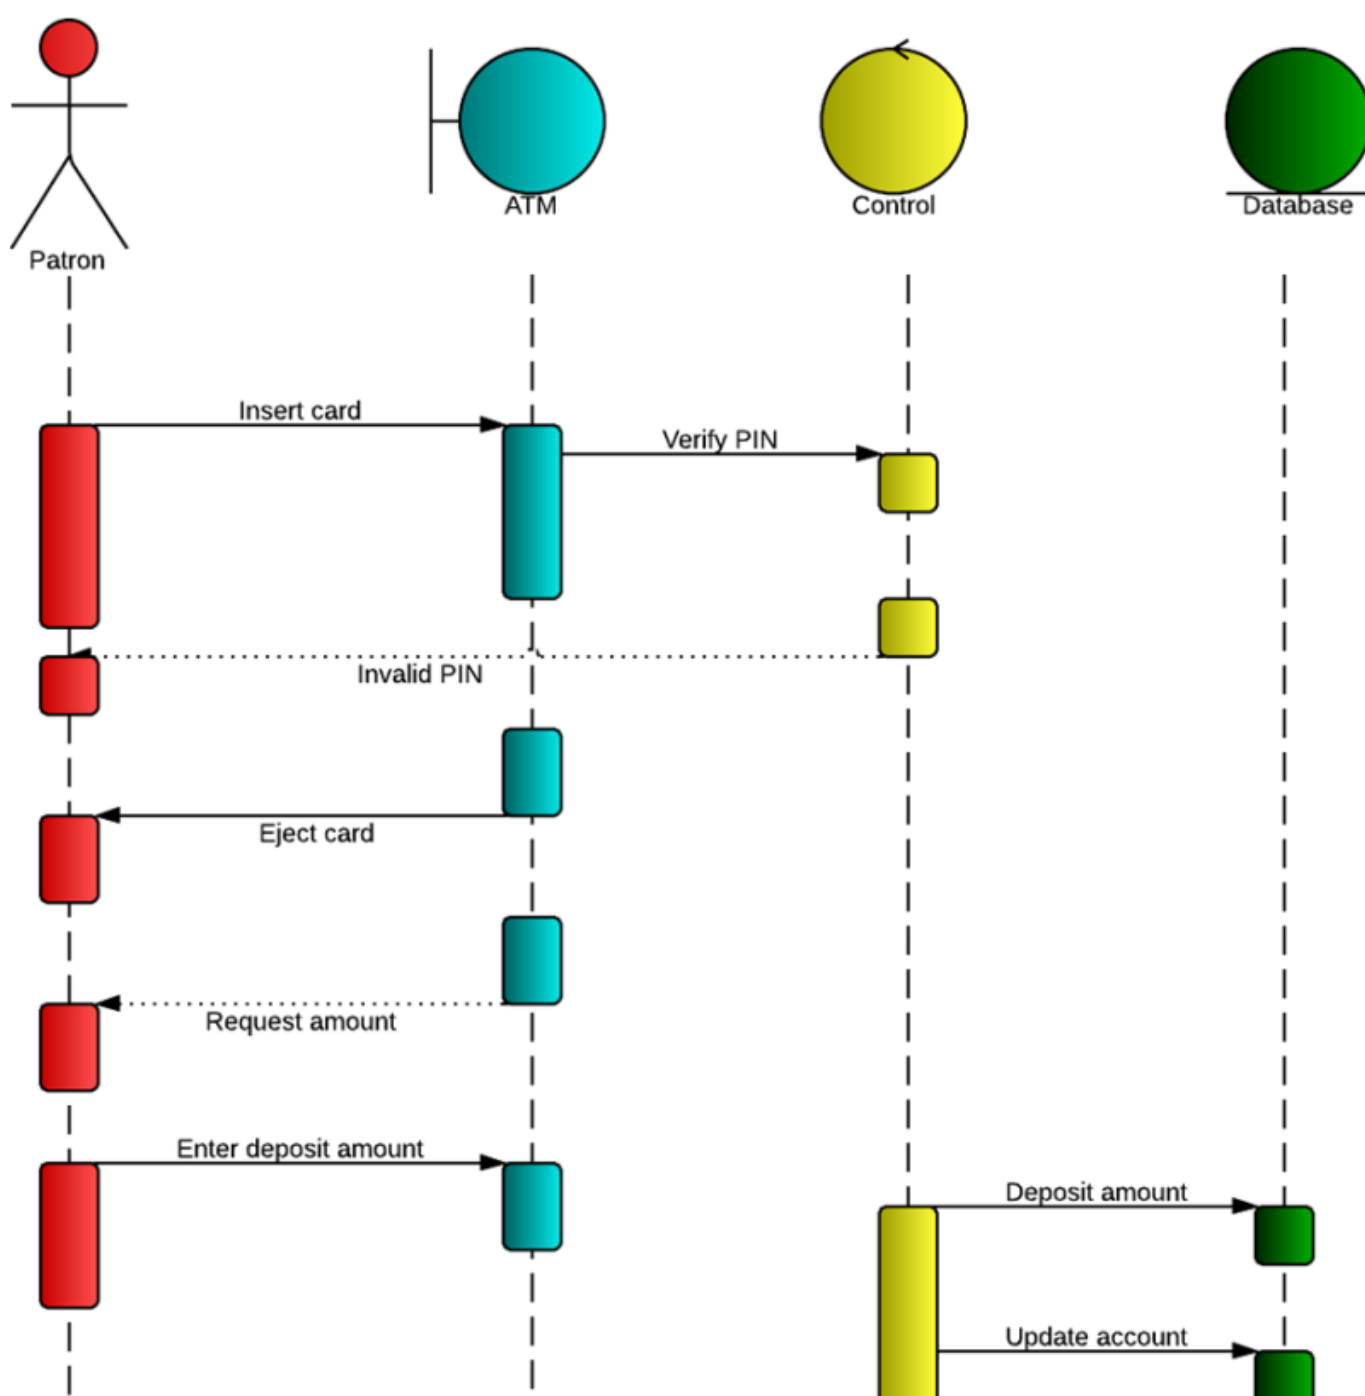 ATM
Control
Database
Patron
Insert card
Verify PIN
Invalid PIN
Eject card
Request amount
Enter deposit amount
Deposit amount
Update account